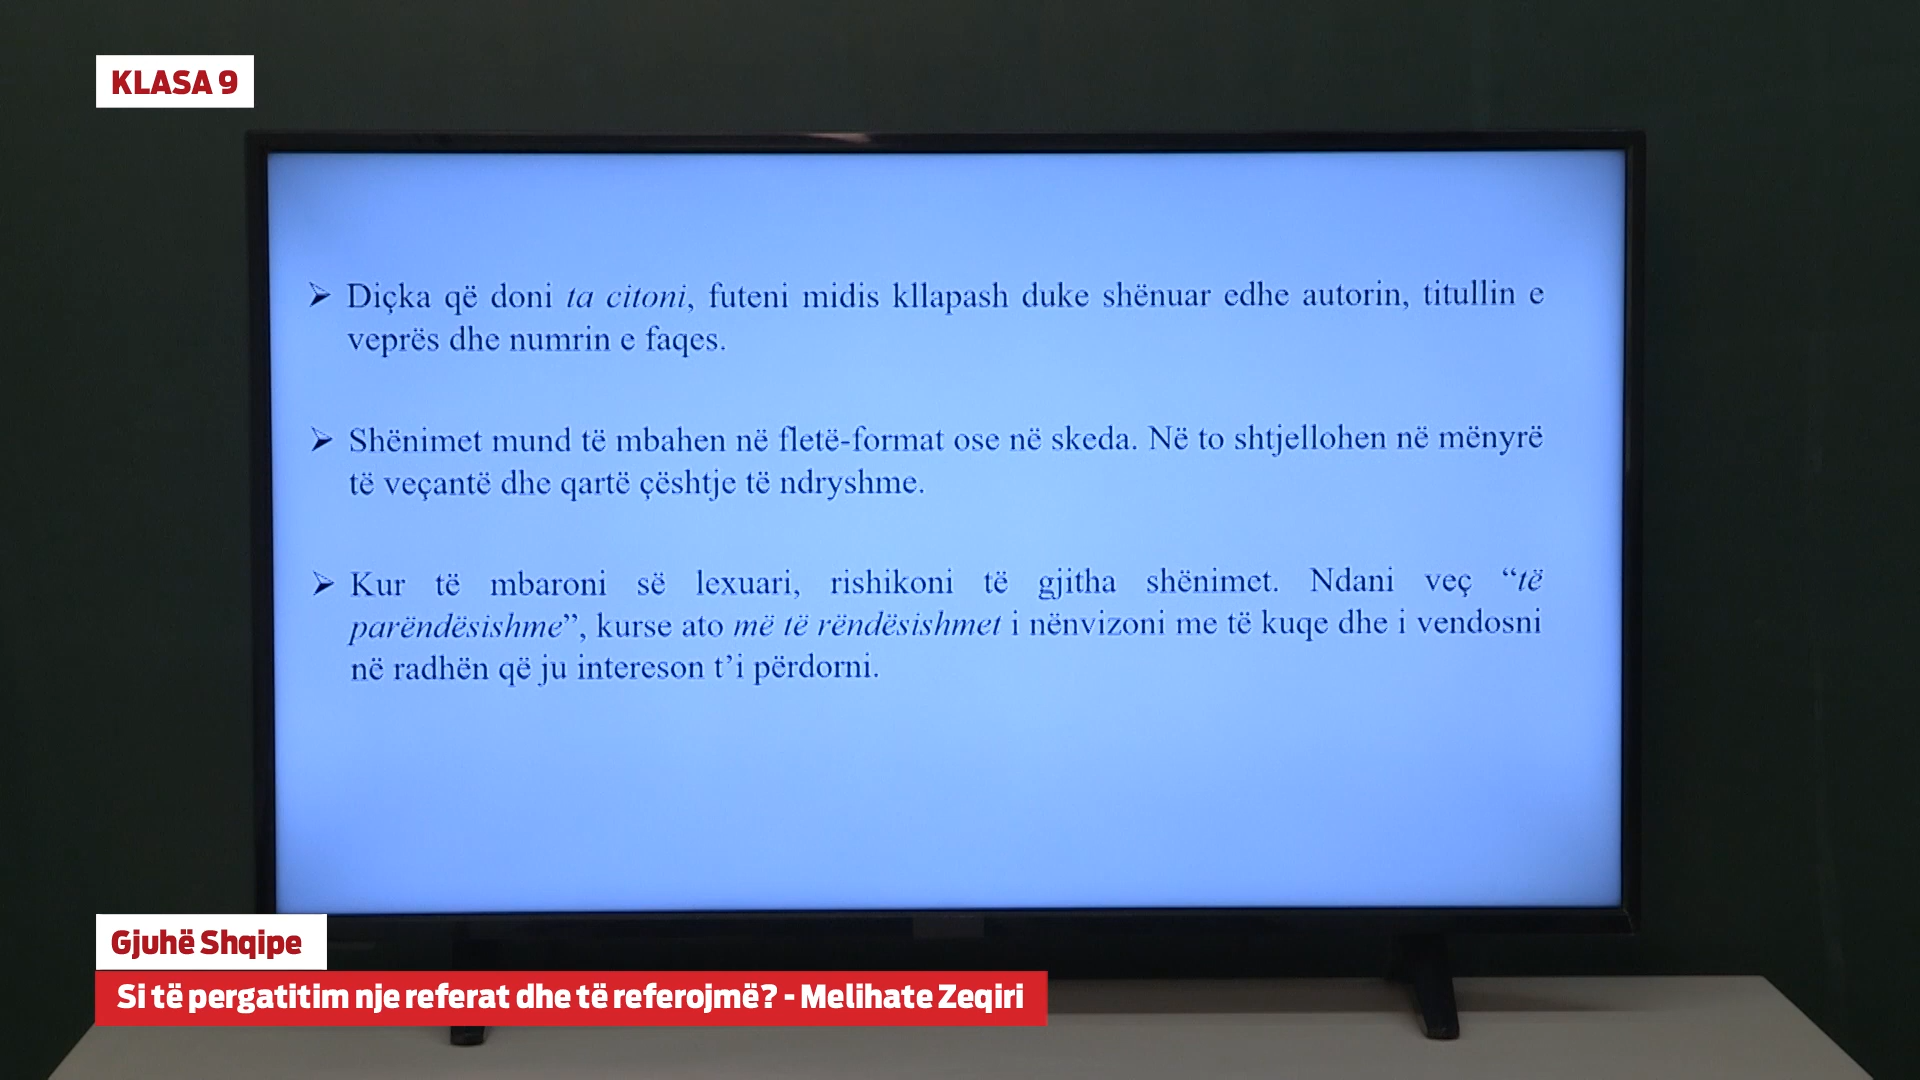 KLASA 9
➢ Diçka që doni ta citoni, futeni midis kllapash duke shënuar edhe autorin, titullin e
veprës dhe numrin e faqes.
➢ Shënimet mund të mbahen në fletë-format ose në skeda. Në to shtjellohen në mënyrë
të veçantë dhe qartë çështje të ndryshme.
➢ Kur të mbaroni së lexuari, rishikoni të gjitha shënimet. Ndani veç “të
parëndësishme”, kurse ato më të rëndësishmet i nënvizoni me të kuqe dhe i vendosni
në radhën që ju intereson t’i përdorni.
Gjuhë Shqipe
Si të pergatitim nje referat dhe të referojmë? - Melihate Zeqiri